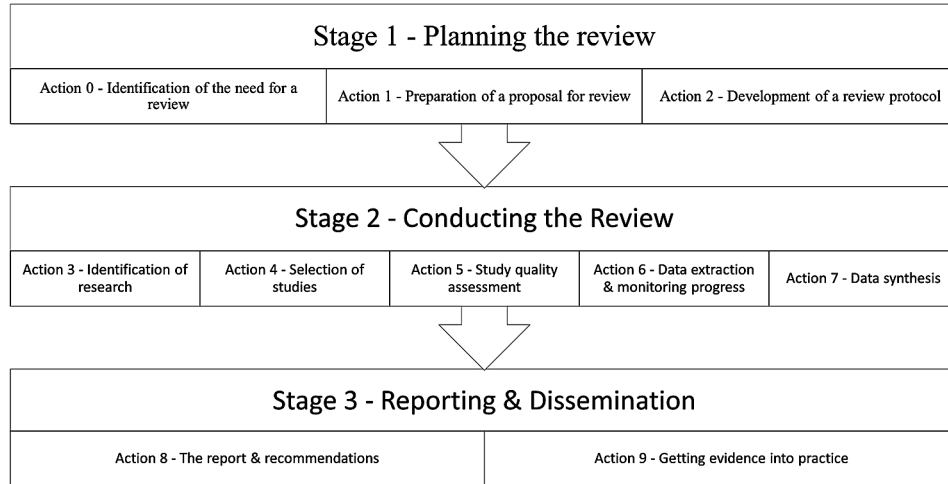 Stage 1 - Planning the review
Action 0 - Identification of the need for a
review
Action 1 - Preparation of a proposal for review
Action 2 - Development of a review protocol
Stage 2 - Conducting the Review
Action 3 - Identification of
research
Action 4 - Selection of
studies
Action 5 - Study quality
assessment
Action 6 - Data extraction
& monitoring progress
Action 7 - Data synthesis
Stage 3 - Reporting & Dissemination
Action 8 - The report & recommendations
Action 9 - Getting evidence into practice